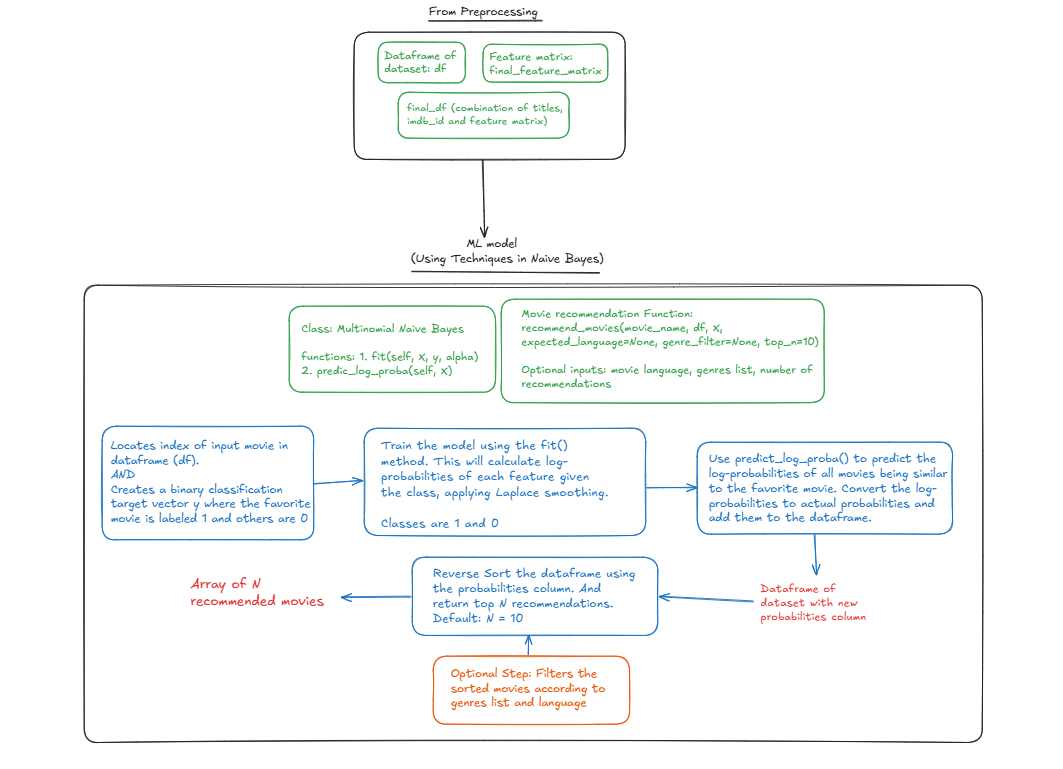 From Preprocessing
Dataframe of
dataset: df
Feature matrix:
final_feature_matrix
final_df (combination of titles,
imdb_id and feature matrix)
ML model
(Using Techniques in Naive Bayes)
Class: Multinomial Naive Bayes
functions: 1. fit(self, X, y, alpha)
2. predic_log_proba(self, X)
Movie recommendation Function:
recommend_movies(movie_name, df, X,
expected_language=None, genre_filter=None, top_n=10)
Optional inputs: movie language, genres list, number of
recommendations
Locates index of input movie in
dataframe (df).
AND
Creates a binary classification
target vector y where the favorite
movie is labeled 1 and others are 0
Train the model using the fit()
method. This will calculate log-
probabilities of each feature given
the class, applying Laplace smoothing.
Classes are 1 and 0
Use predict_log_proba() to predict the
log-probabilities of all movies being similar
to the favorite movie. Convert the log-
probabilities to actual probabilities and
add them to the dataframe.
Dataframe of
dataset with new
probabilities column
Reverse Sort the dataframe using
the probabilities column. And
return top N recommendations.
Default: N = 10
Array of N
recommended movies
Optional Step: Filters the
sorted movies according to
genres list and language